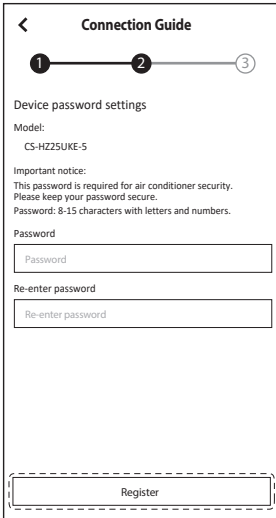 Connection Guide
1 2 3
Device password settings
Model:
CS-HZ25UKE-5
Important notice:
This password is required for air conditioner security.
Please keep your password secure.
Password: 8-15 characters with letters and numbers.
Password
Password
Re-enter password
Re-enter password
Register